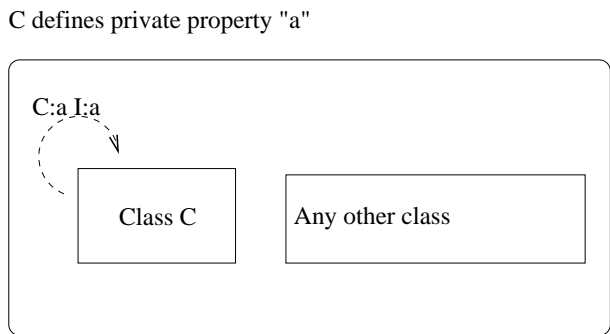 C defines private property "a"
C:a I:a
Class C
Any other class